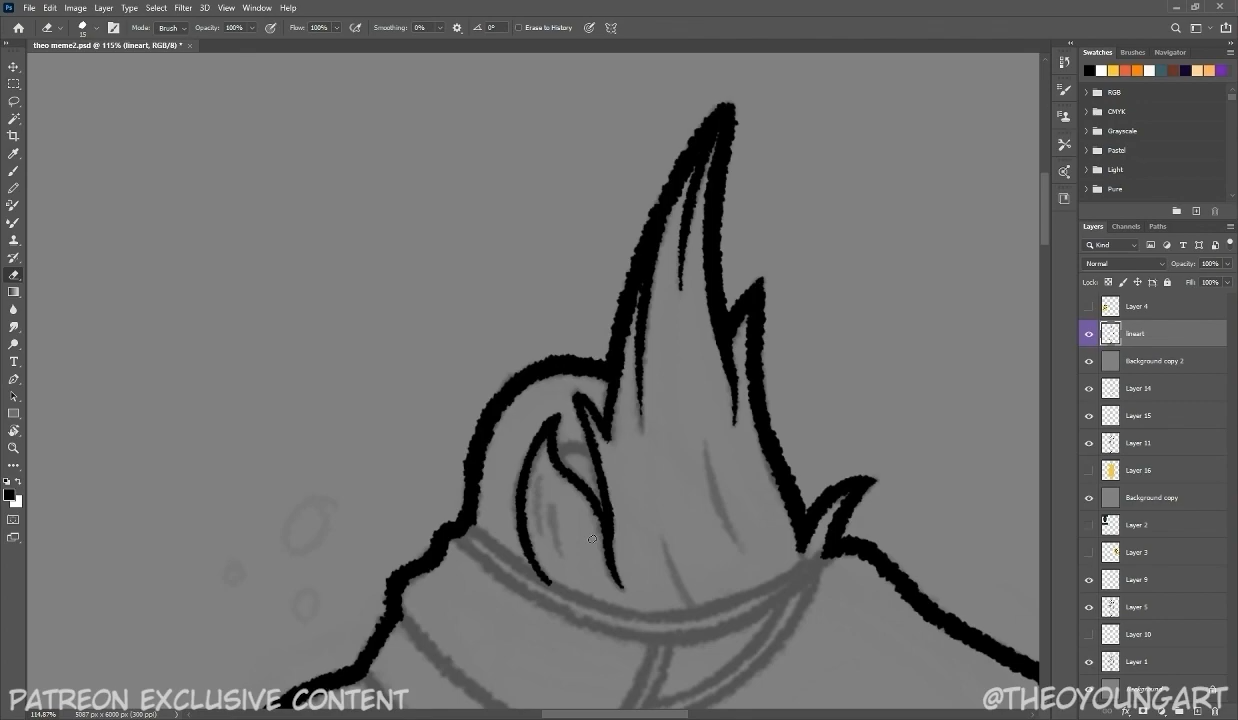 File Edit Image Layer Type Select Filter 3D View Window Help
15 Mode: Brush Opacity: 100% Flow: 100% Smoothing: 0% 0° Erase to History
theo meme2.psd @ 115% (lineart, RGB/8) * ×
Swatches Brushes Navigator
RGB
CMYK
Grayscale
Pastel
Light
Pure
Layers Channels Paths
Kind
Normal Opacity: 100%
Lock: Fill: 100%
Layer 4
lineart
Background copy 2
Layer 14
Layer 15
Layer 11
Layer 16
Background copy
Layer 2
Layer 3
Layer 9
Layer 5
Layer 10
Layer 1
Background
PATREON EXCLUSIVE CONTENT
@THEOYOUNGART
114.87% 5087 px x 6000 px (300 ppi)